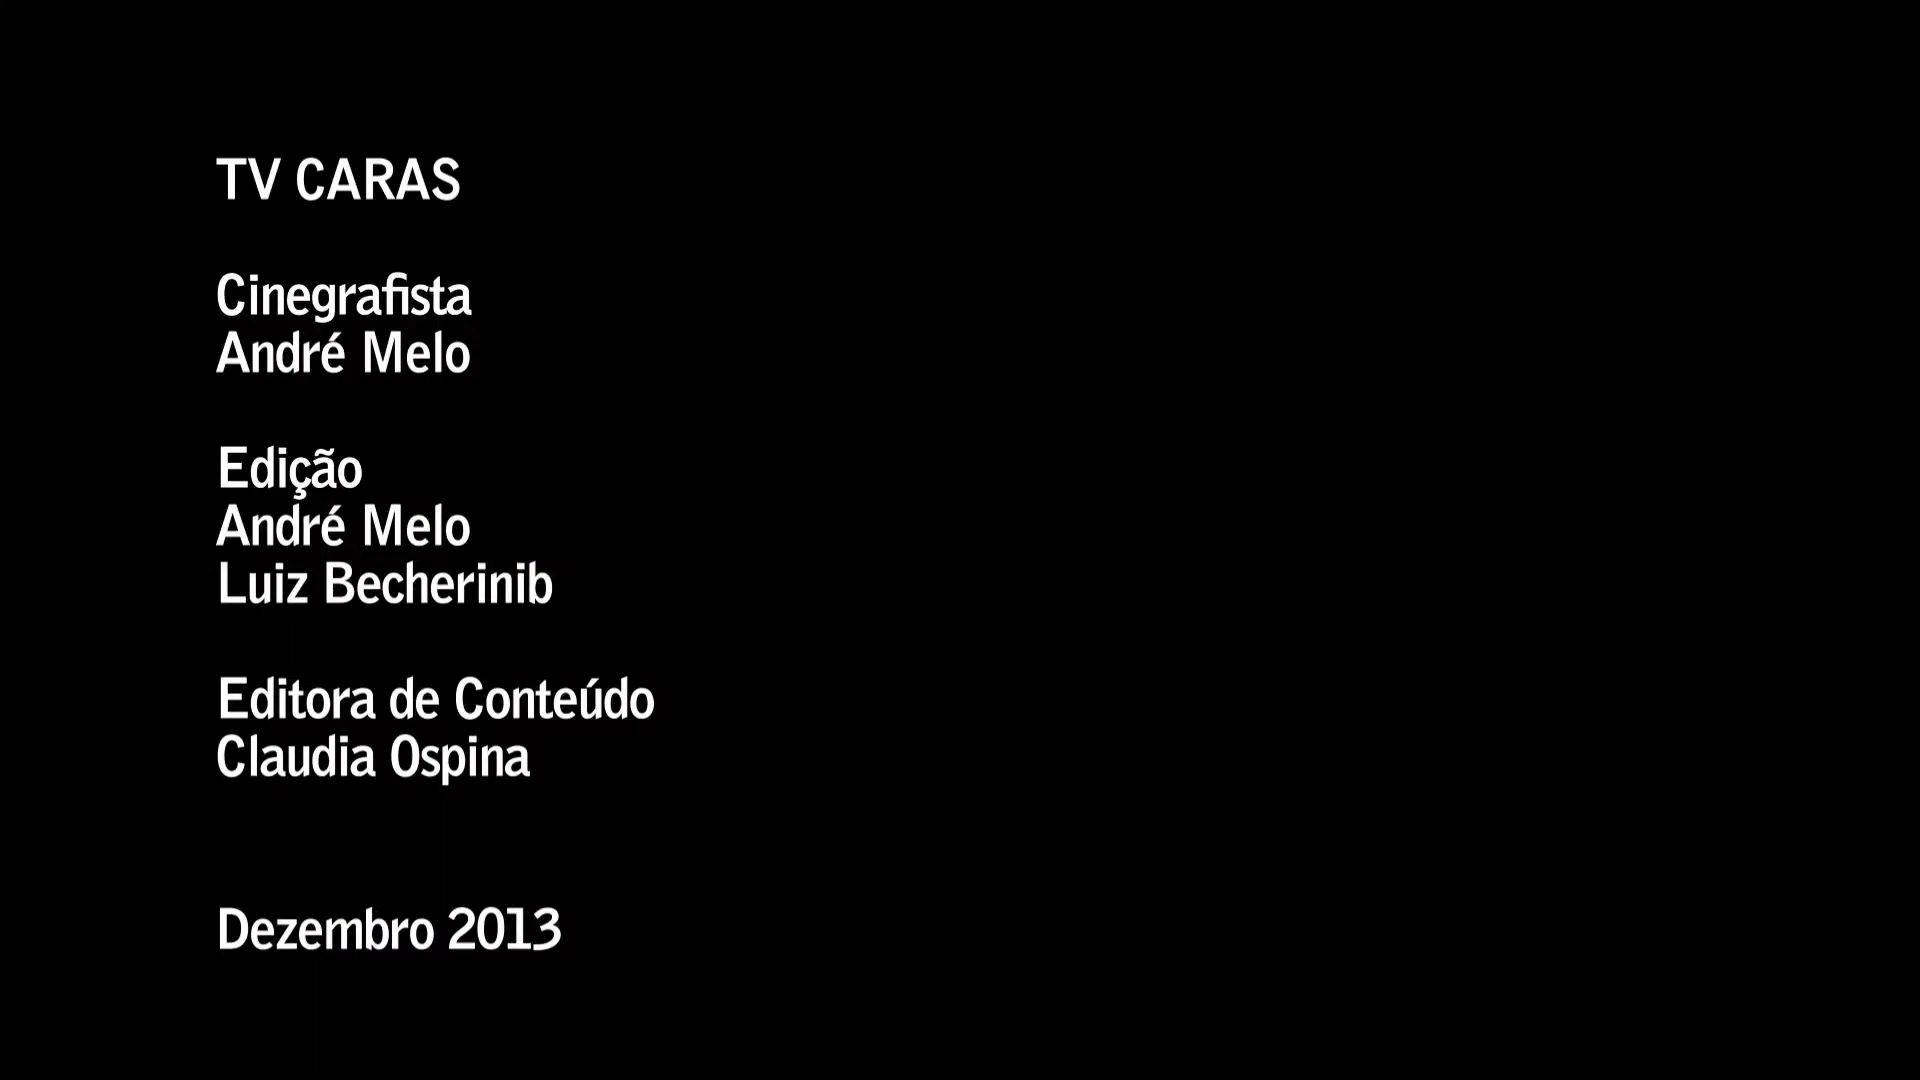 TV CARAS
Cinegrafista
André Melo
Edição
André Melo
Luiz Becherinib
Editora de Conteúdo
Claudia Ospina
Dezembro 2013